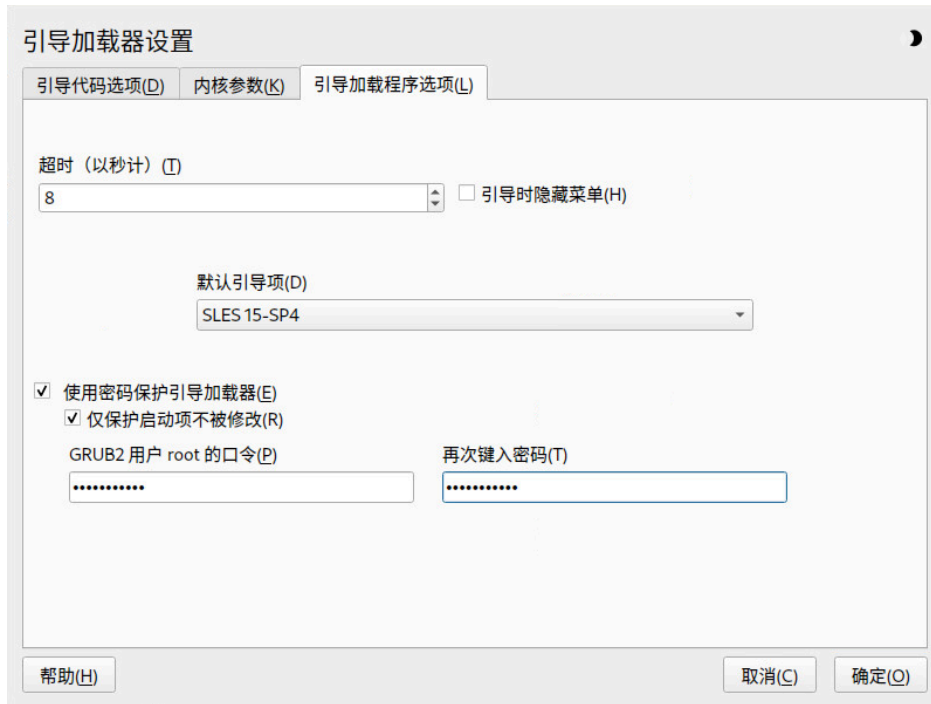 引导加载器设置
引导代码选项(D) 内核参数(K) 引导加载程序选项(L)
超时（以秒计）(T)
8 引导时隐藏菜单(H)
默认引导项(D)
SLES 15-SP4
使用密码保护引导加载器(E)
仅保护启动项不被修改(R)
GRUB2 用户 root 的口令(P) 再次键入密码(T)
••••••••••• •••••••••••
帮助(H) 取消(C) 确定(O)